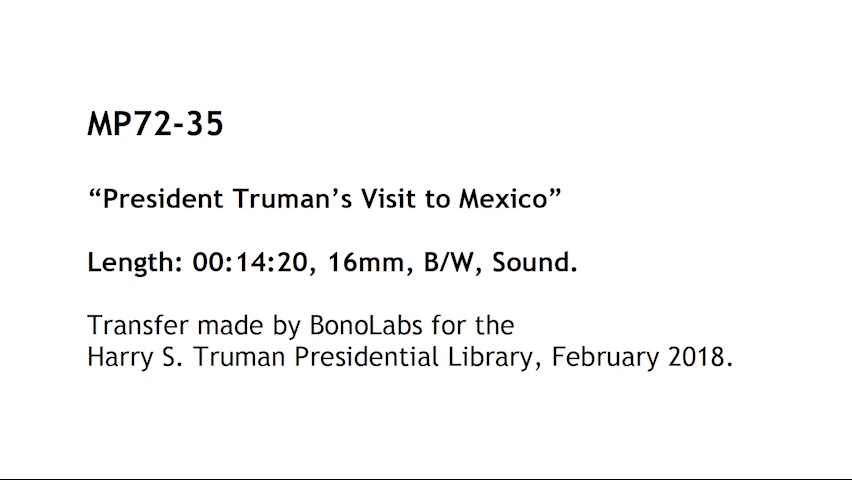 MP72-35
“President Truman’s Visit to Mexico”
Length: 00:14:20, 16mm, B/W, Sound.
Transfer made by BonoLabs for the
Harry S. Truman Presidential Library, February 2018.